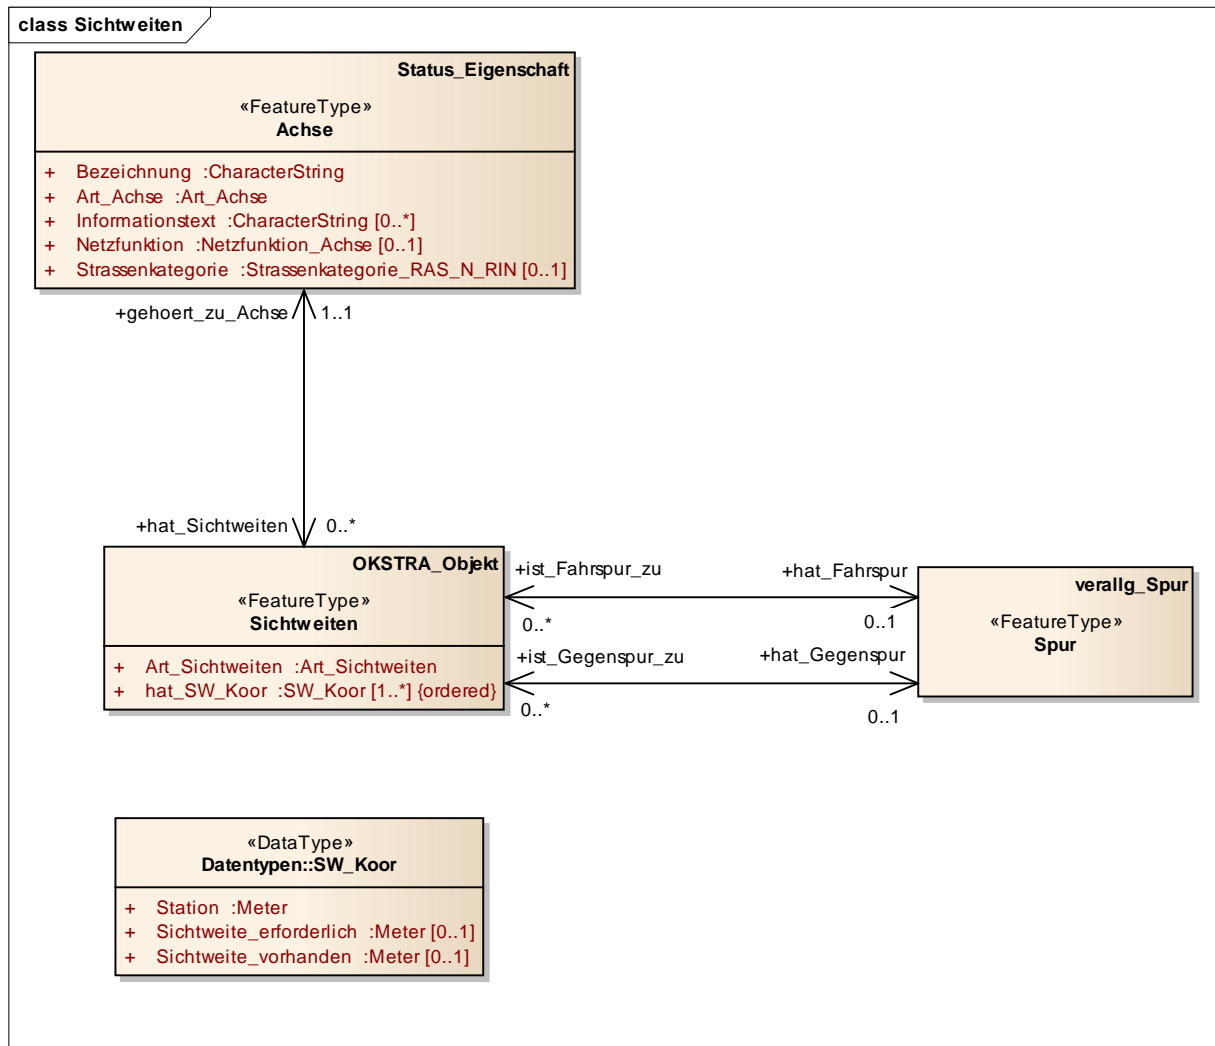 class Sichtweiten
Status_Eigenschaft
«FeatureType»
Achse
+ Bezeichnung :CharacterString
+ Art_Achse :Art_Achse
+ Informationstext :CharacterString [0..*]
+ Netzfunktion :Netzfunktion_Achse [0..1]
+ Strassenkategorie :Strassenkategorie_RAS_N_RIN [0..1]
+gehoert_zu_Achse 1..1
+hat_Sichtweiten 0..*
OKSTRA_Objekt
«FeatureType»
Sichtweiten
+ Art_Sichtweiten :Art_Sichtweiten
+ hat_SW_Koor :SW_Koor [1..*] {ordered}
+ist_Fahrspur_zu +hat_Fahrspur
0..* 0..1
+ist_Gegenspur_zu +hat_Gegenspur
0..* 0..1
verallg_Spur
«FeatureType»
Spur
«DataType»
Datentypen::SW_Koor
+ Station :Meter
+ Sichtweite_erforderlich :Meter [0..1]
+ Sichtweite_vorhanden :Meter [0..1]